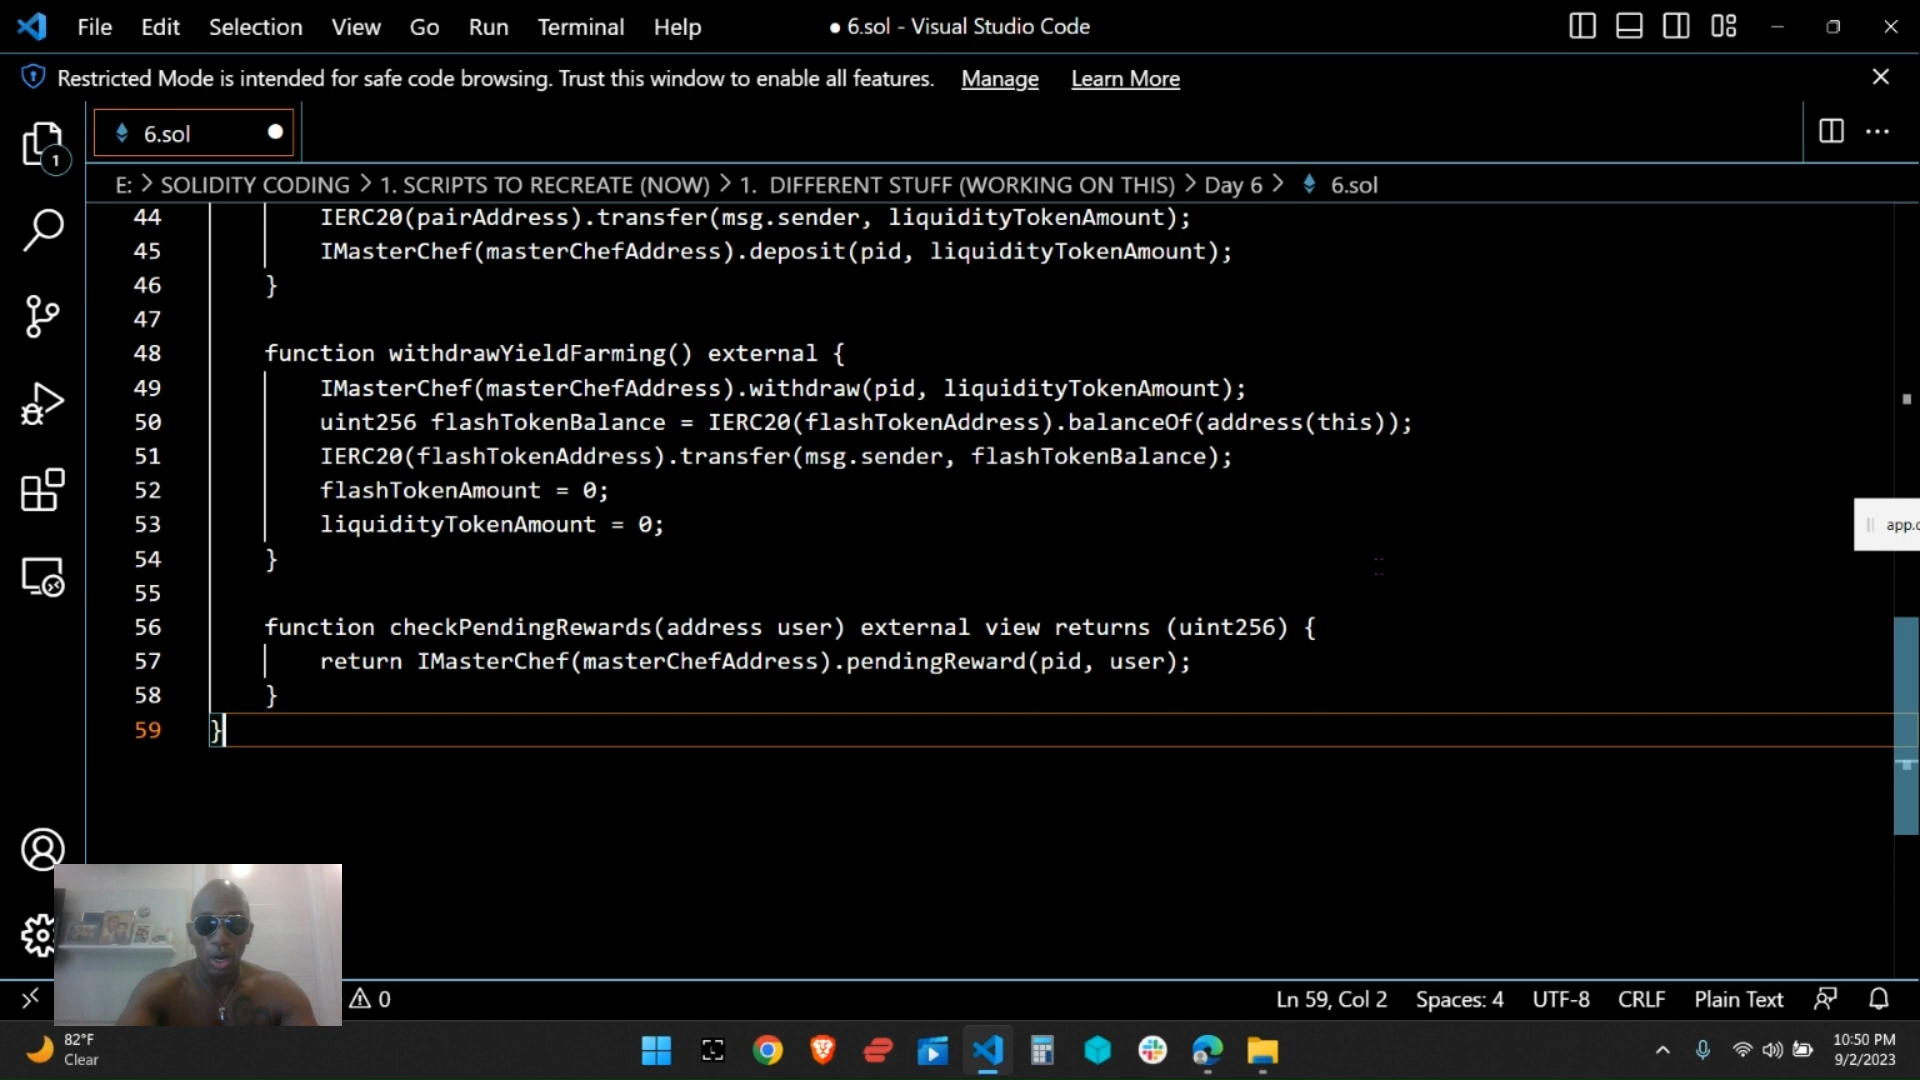 File Edit Selection View Go Run Terminal Help ● 6.sol - Visual Studio Code
Restricted Mode is intended for safe code browsing. Trust this window to enable all features. Manage Learn More
6.sol
1
E: > SOLIDITY CODING > 1. SCRIPTS TO RECREATE (NOW) > 1. DIFFERENT STUFF (WORKING ON THIS) > Day 6 > 6.sol
44 IERC20(pairAddress).transfer(msg.sender, liquidityTokenAmount);
45 IMasterChef(masterChefAddress).deposit(pid, liquidityTokenAmount);
46 }
47
48 function withdrawYieldFarming() external {
49 IMasterChef(masterChefAddress).withdraw(pid, liquidityTokenAmount);
50 uint256 flashTokenBalance = IERC20(flashTokenAddress).balanceOf(address(this));
51 IERC20(flashTokenAddress).transfer(msg.sender, flashTokenBalance);
52 flashTokenAmount = 0;
53 liquidityTokenAmount = 0;
54 }
55
56 function checkPendingRewards(address user) external view returns (uint256) {
57 return IMasterChef(masterChefAddress).pendingReward(pid, user);
58 }
59 }
0 Ln 59, Col 2 Spaces: 4 UTF-8 CRLF Plain Text
82°F
Clear
10:50 PM
9/2/2023